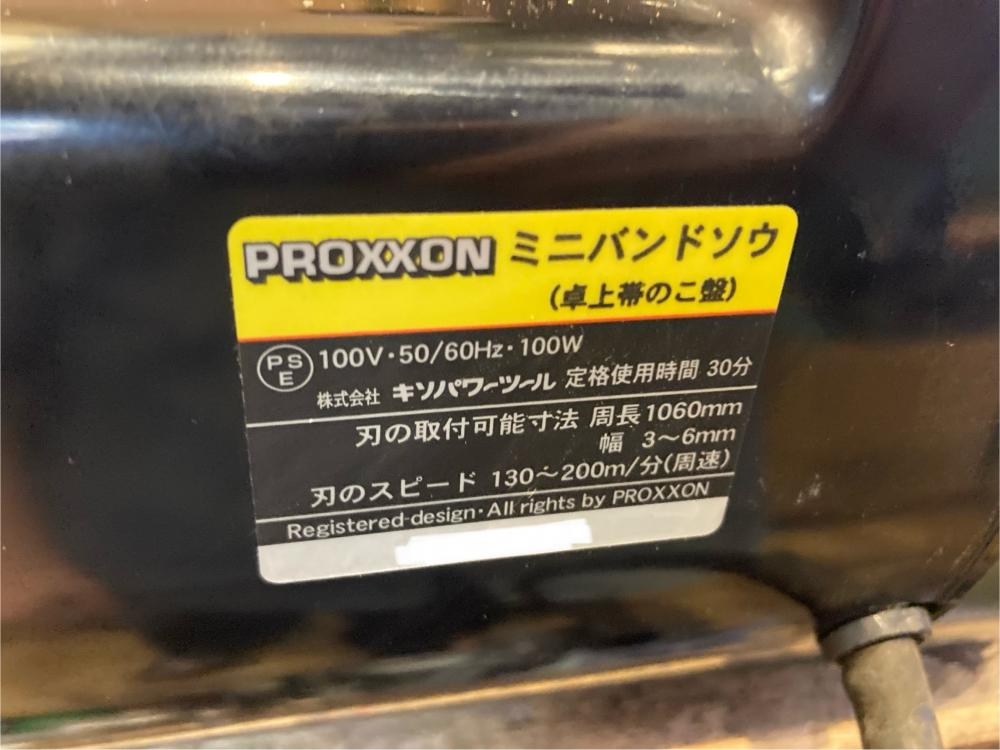 PROXXON ミニバンドソウ
(卓上帯のこ盤)
PSE 100V・50/60Hz・100W
株式会社 キソパワーツール 定格使用時間 30分
刃の取付可能寸法 周長1060mm
幅 3～6mm
刃のスピード 130～200m/分(周速)
Registered design・All rights by PROXXON